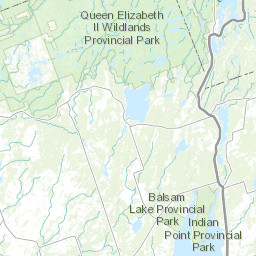 Queen Elizabeth
II Wildlands
Provincial Park
Balsam
Lake Provincial
Park
Indian
Point Provincial
Park